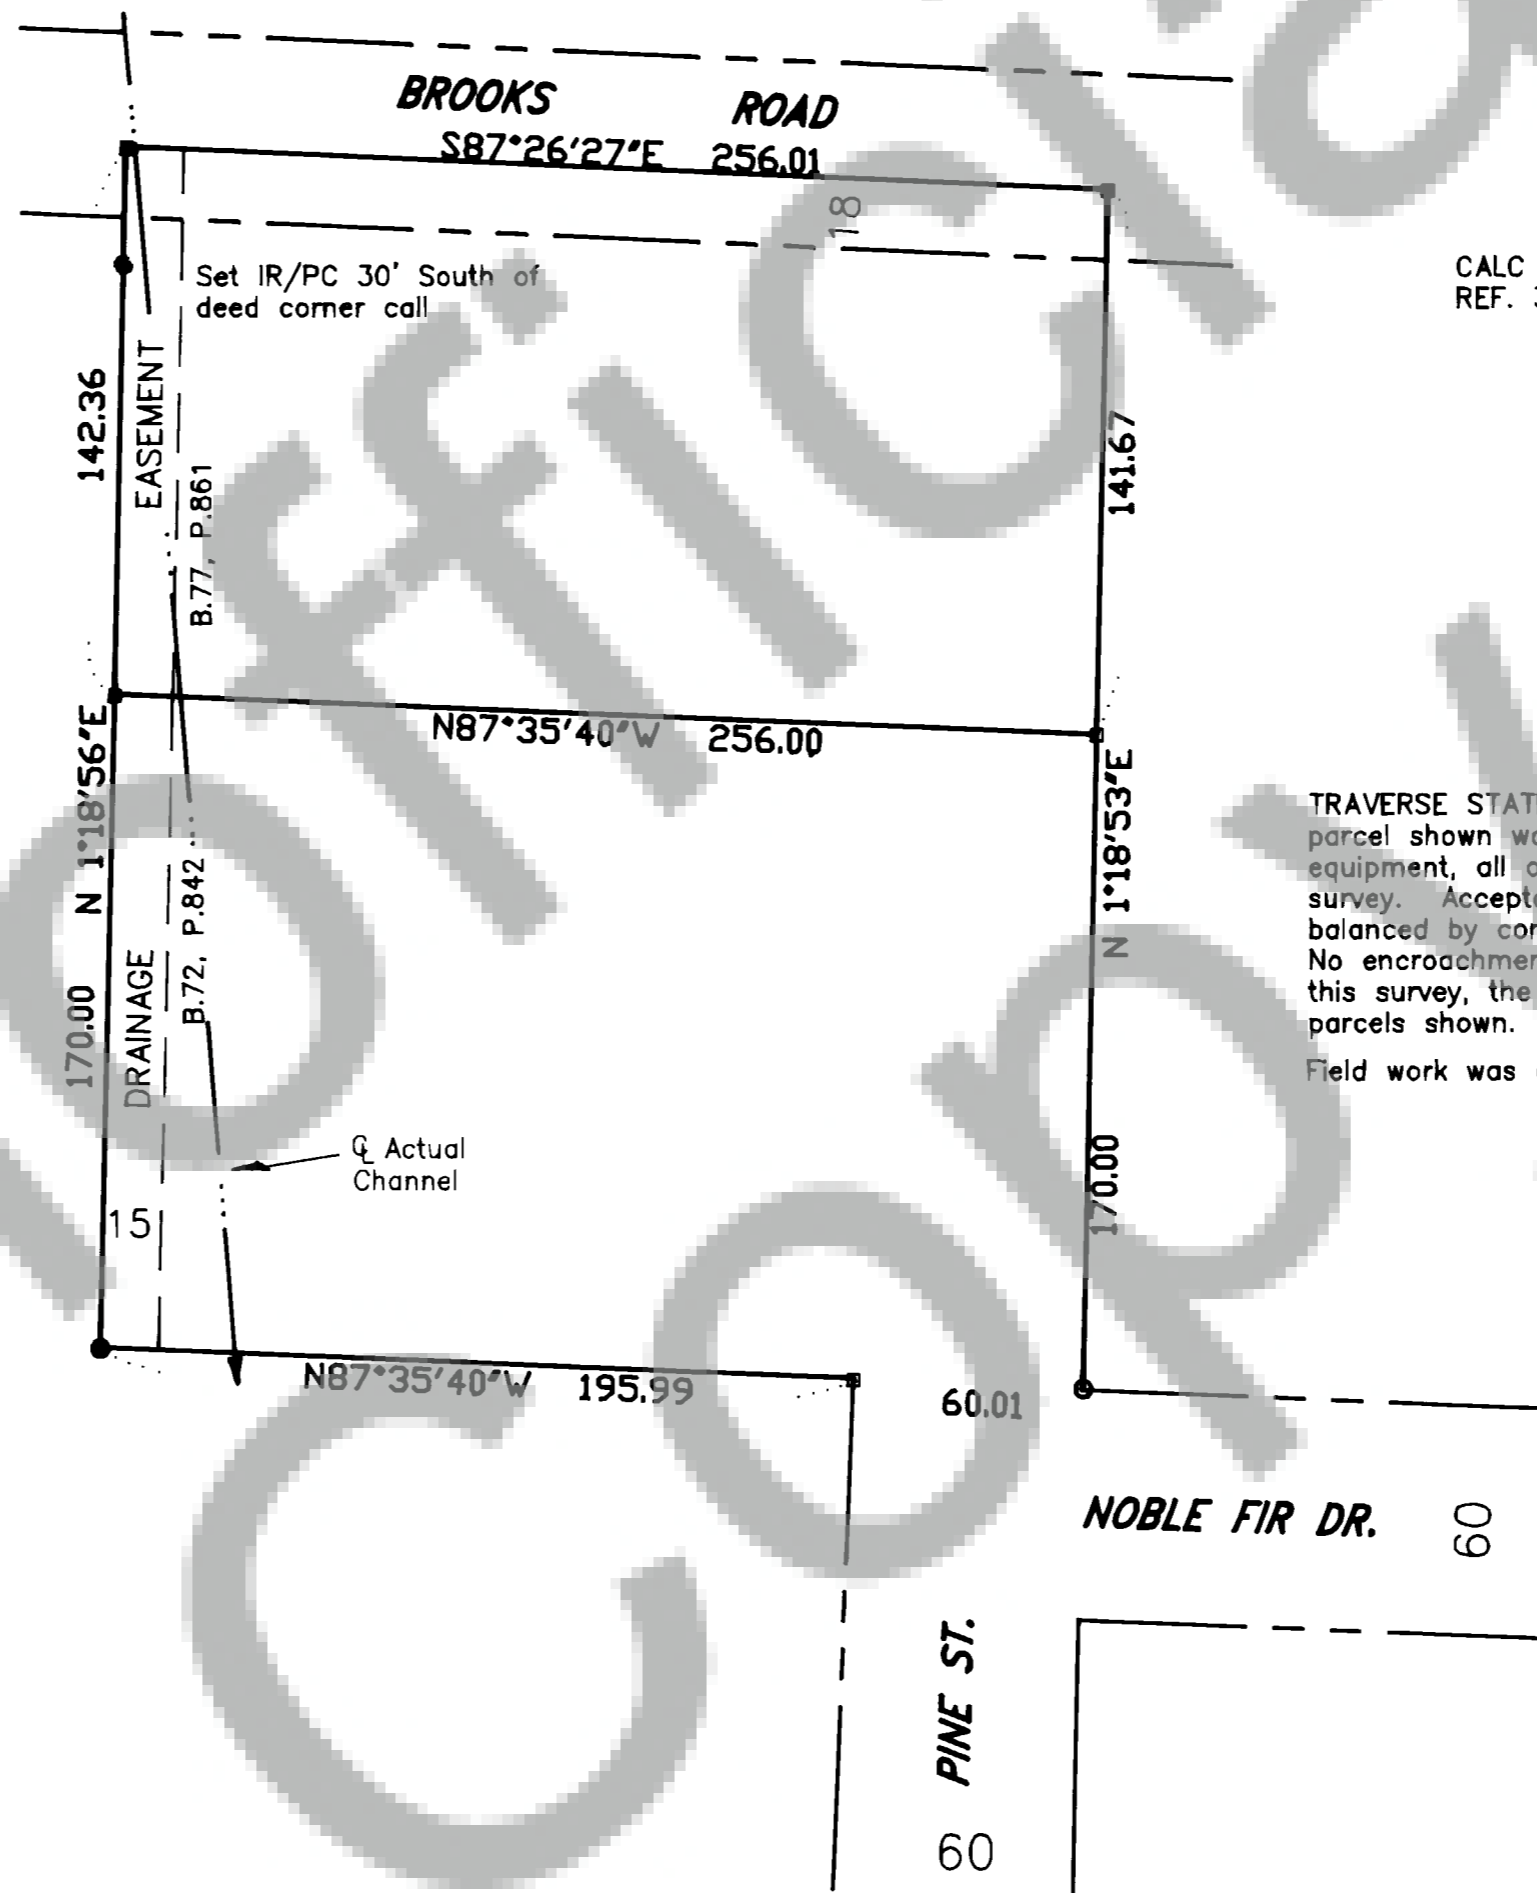 BROOKS ROAD
S87°26'27"E 256.01
18
Set IR/PC 30' South of
deed corner call
CALC
REF.
142.36
EASEMENT
B.77, P.861
141.67
N87°35'40"W 256.00
N 1°18'56"E
N 1°18'53"E
TRAVERSE
parcel shown
equipment, all
survey.
balanced by
No
this survey, the
parcels shown.
Field work was
B.72, P.842
170.00
DRAINAGE
170.00
℄ Actual
Channel
15
N87°35'40"W 195.99
60.01
NOBLE FIR DR.
60
PINE ST.
60
Unofficial
Copy